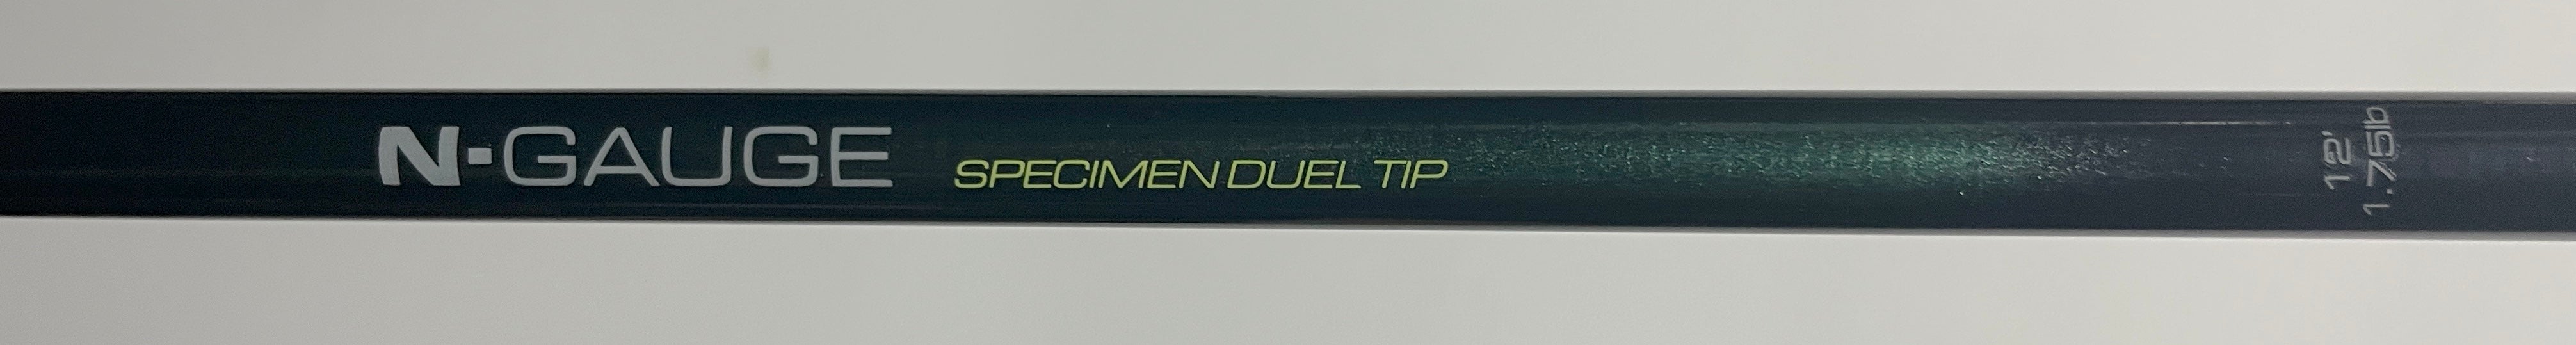 N-GAUGE SPECIMEN DUEL TIP
12'
1.75lb